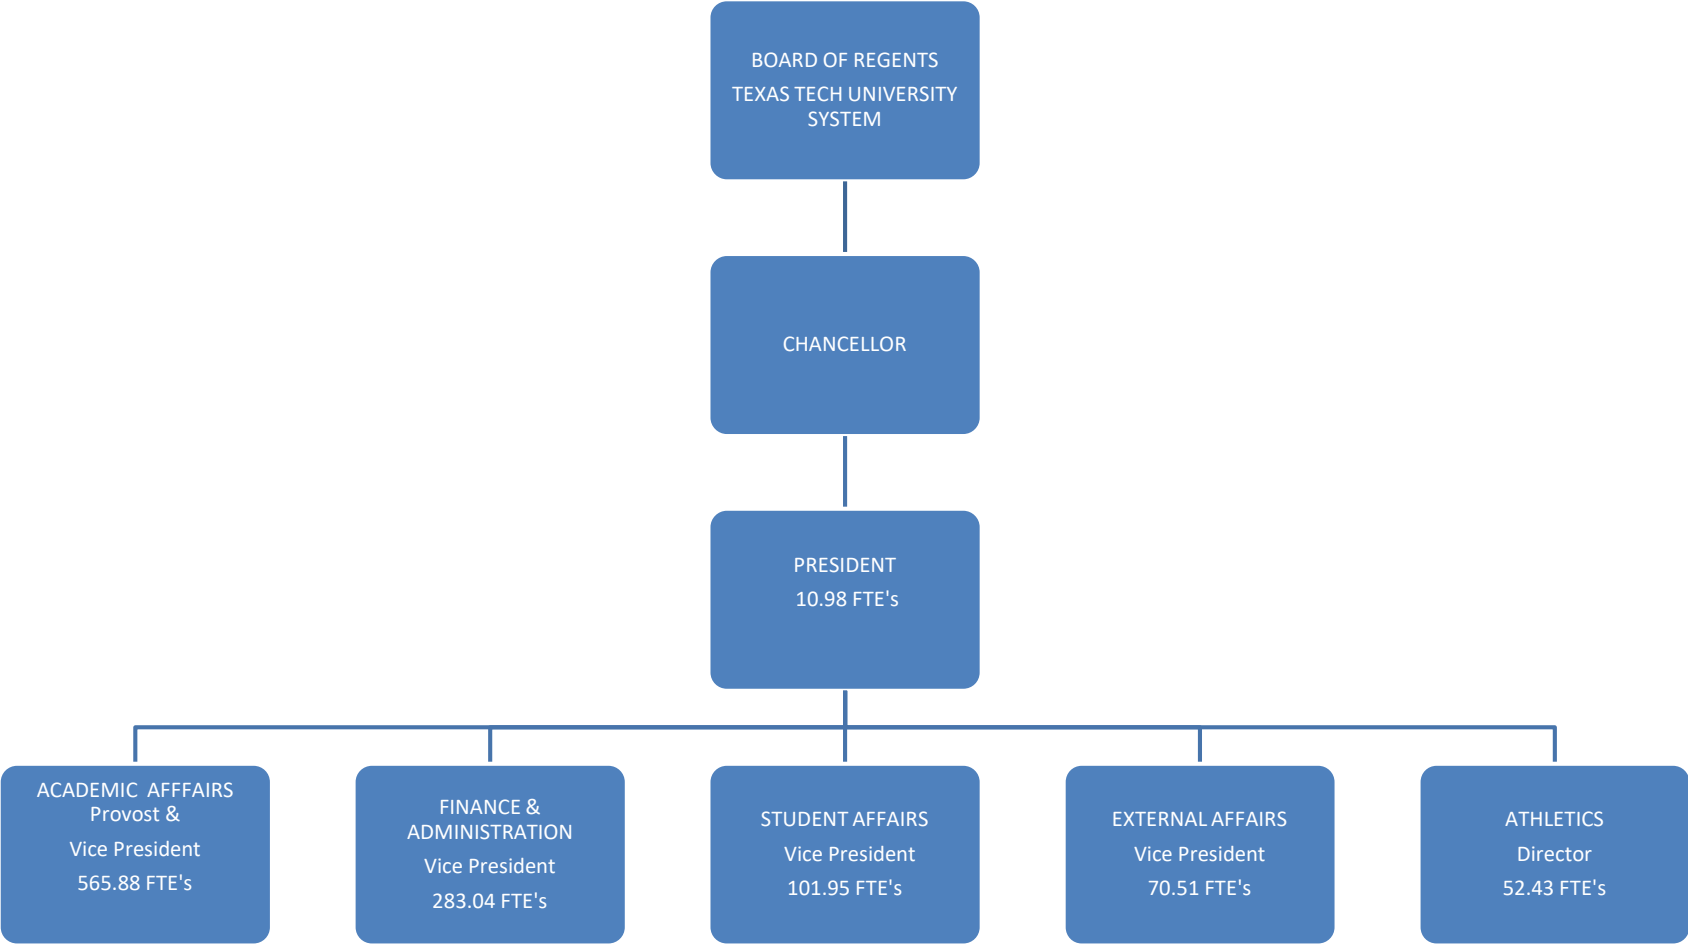 BOARD OF REGENTS
TEXAS TECH UNIVERSITY
SYSTEM
CHANCELLOR
PRESIDENT
10.98 FTE's
ACADEMIC AFFFAIRS
Provost &
Vice President
565.88 FTE's
FINANCE &
ADMINISTRATION
Vice President
283.04 FTE's
STUDENT AFFAIRS
Vice President
101.95 FTE's
EXTERNAL AFFAIRS
Vice President
70.51 FTE's
ATHLETICS
Director
52.43 FTE's